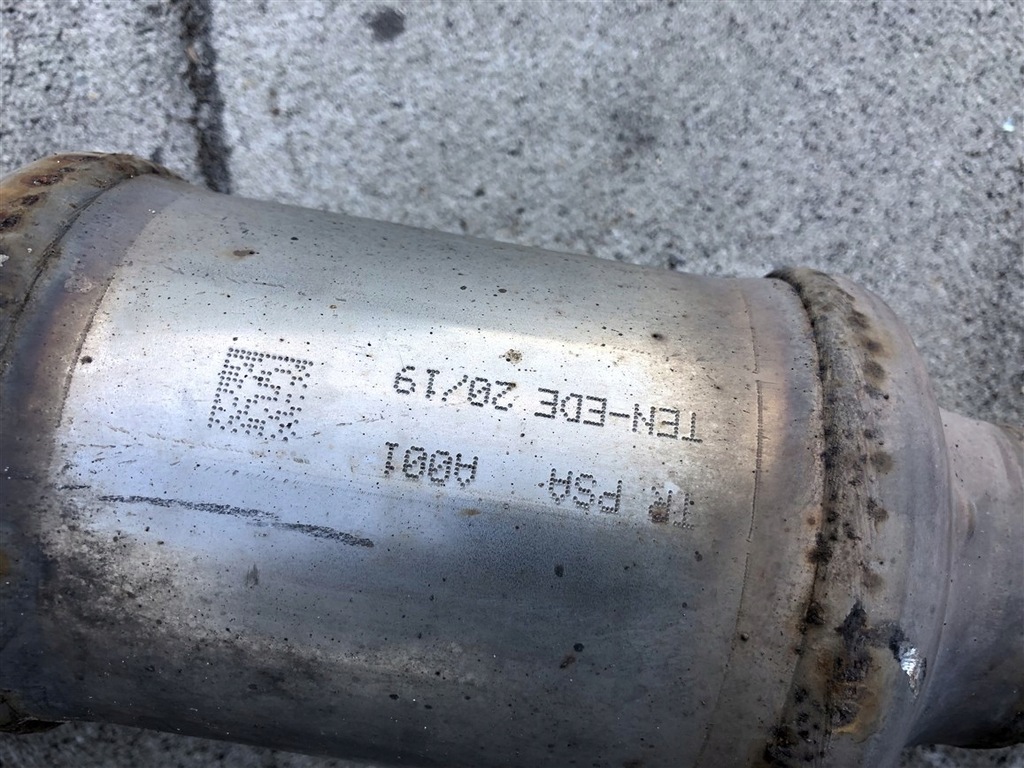 TR PSA A001
TEN-EDE 20/19